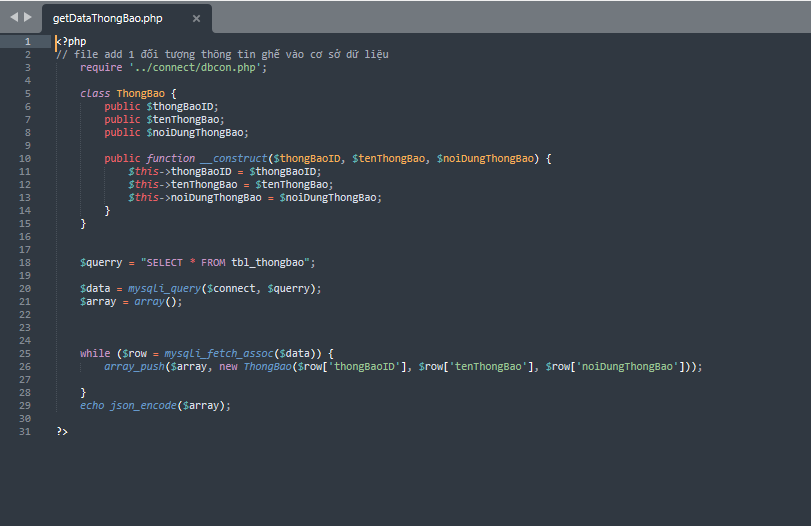 getDataThongBao.php
1 <?php
2 // file add 1 đối tượng thông tin ghế vào cơ sở dữ liệu
3 require '../connect/dbcon.php';
4
5 class ThongBao {
6 public $thongBaoID;
7 public $tenThongBao;
8 public $noiDungThongBao;
9
10 public function __construct($thongBaoID, $tenThongBao, $noiDungThongBao) {
11 $this->thongBaoID = $thongBaoID;
12 $this->tenThongBao = $tenThongBao;
13 $this->noiDungThongBao = $noiDungThongBao;
14 }
15 }
16
17
18 $querry = "SELECT * FROM tbl_thongbao";
19
20 $data = mysqli_query($connect, $querry);
21 $array = array();
22
23
24
25 while ($row = mysqli_fetch_assoc($data)) {
26 array_push($array, new ThongBao($row['thongBaoID'], $row['tenThongBao'], $row['noiDungThongBao']));
27
28 }
29 echo json_encode($array);
30
31 ?>